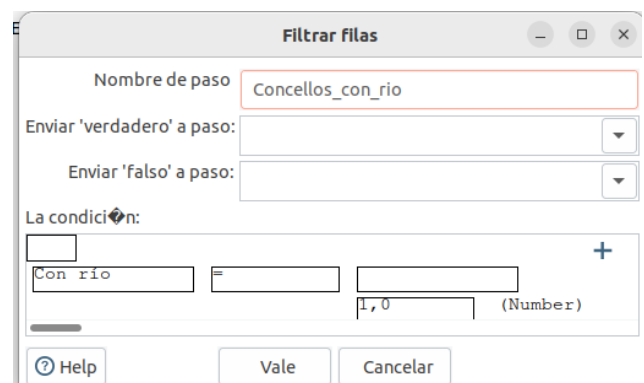 E
Filtrar filas
Nombre de paso Concellos_con_rio
Enviar 'verdadero' a paso:
Enviar 'falso' a paso:
La condici�n:
+
Con río =
1,0 (Number)
Help Vale Cancelar